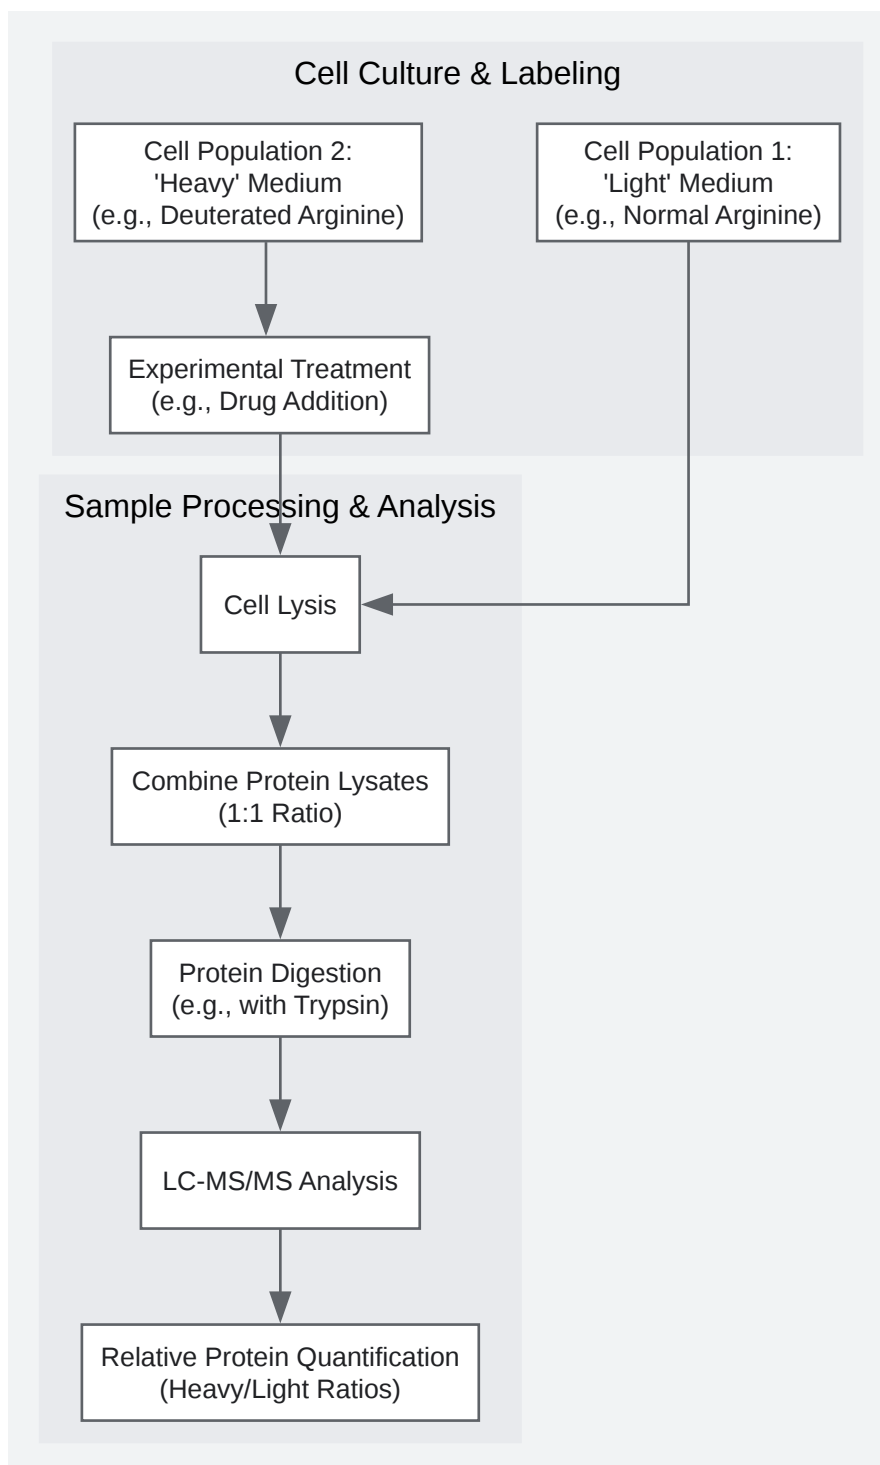 Cell Culture & Labeling
Cell Population 2:
'Heavy' Medium
(e.g., Deuterated Arginine)
Cell Population 1:
'Light' Medium
(e.g., Normal Arginine)
Experimental Treatment
(e.g., Drug Addition)
Sample Processing & Analysis
Cell Lysis
Combine Protein Lysates
(1:1 Ratio)
Protein Digestion
(e.g., with Trypsin)
LC-MS/MS Analysis
Relative Protein Quantification
(Heavy/Light Ratios)